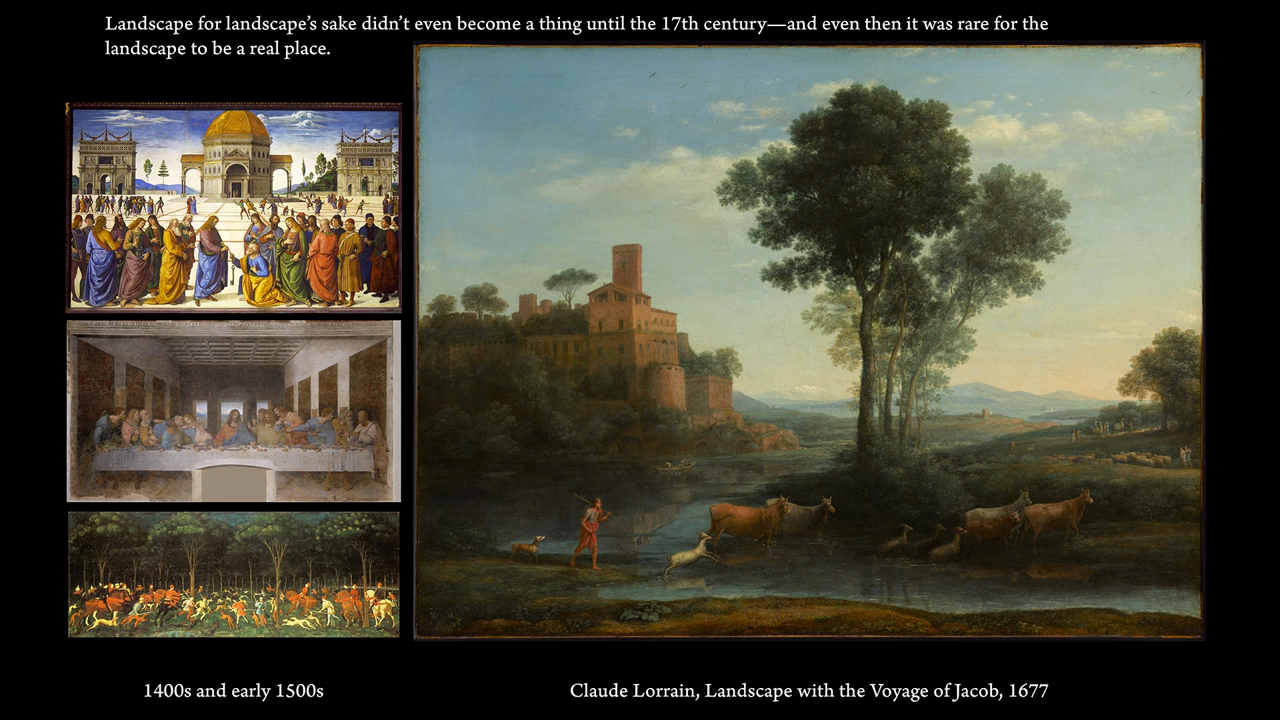 Landscape for landscape’s sake didn’t even become a thing until the 17th century—and even then it was rare for the
landscape to be a real place.
1400s and early 1500s
Claude Lorrain, Landscape with the Voyage of Jacob, 1677